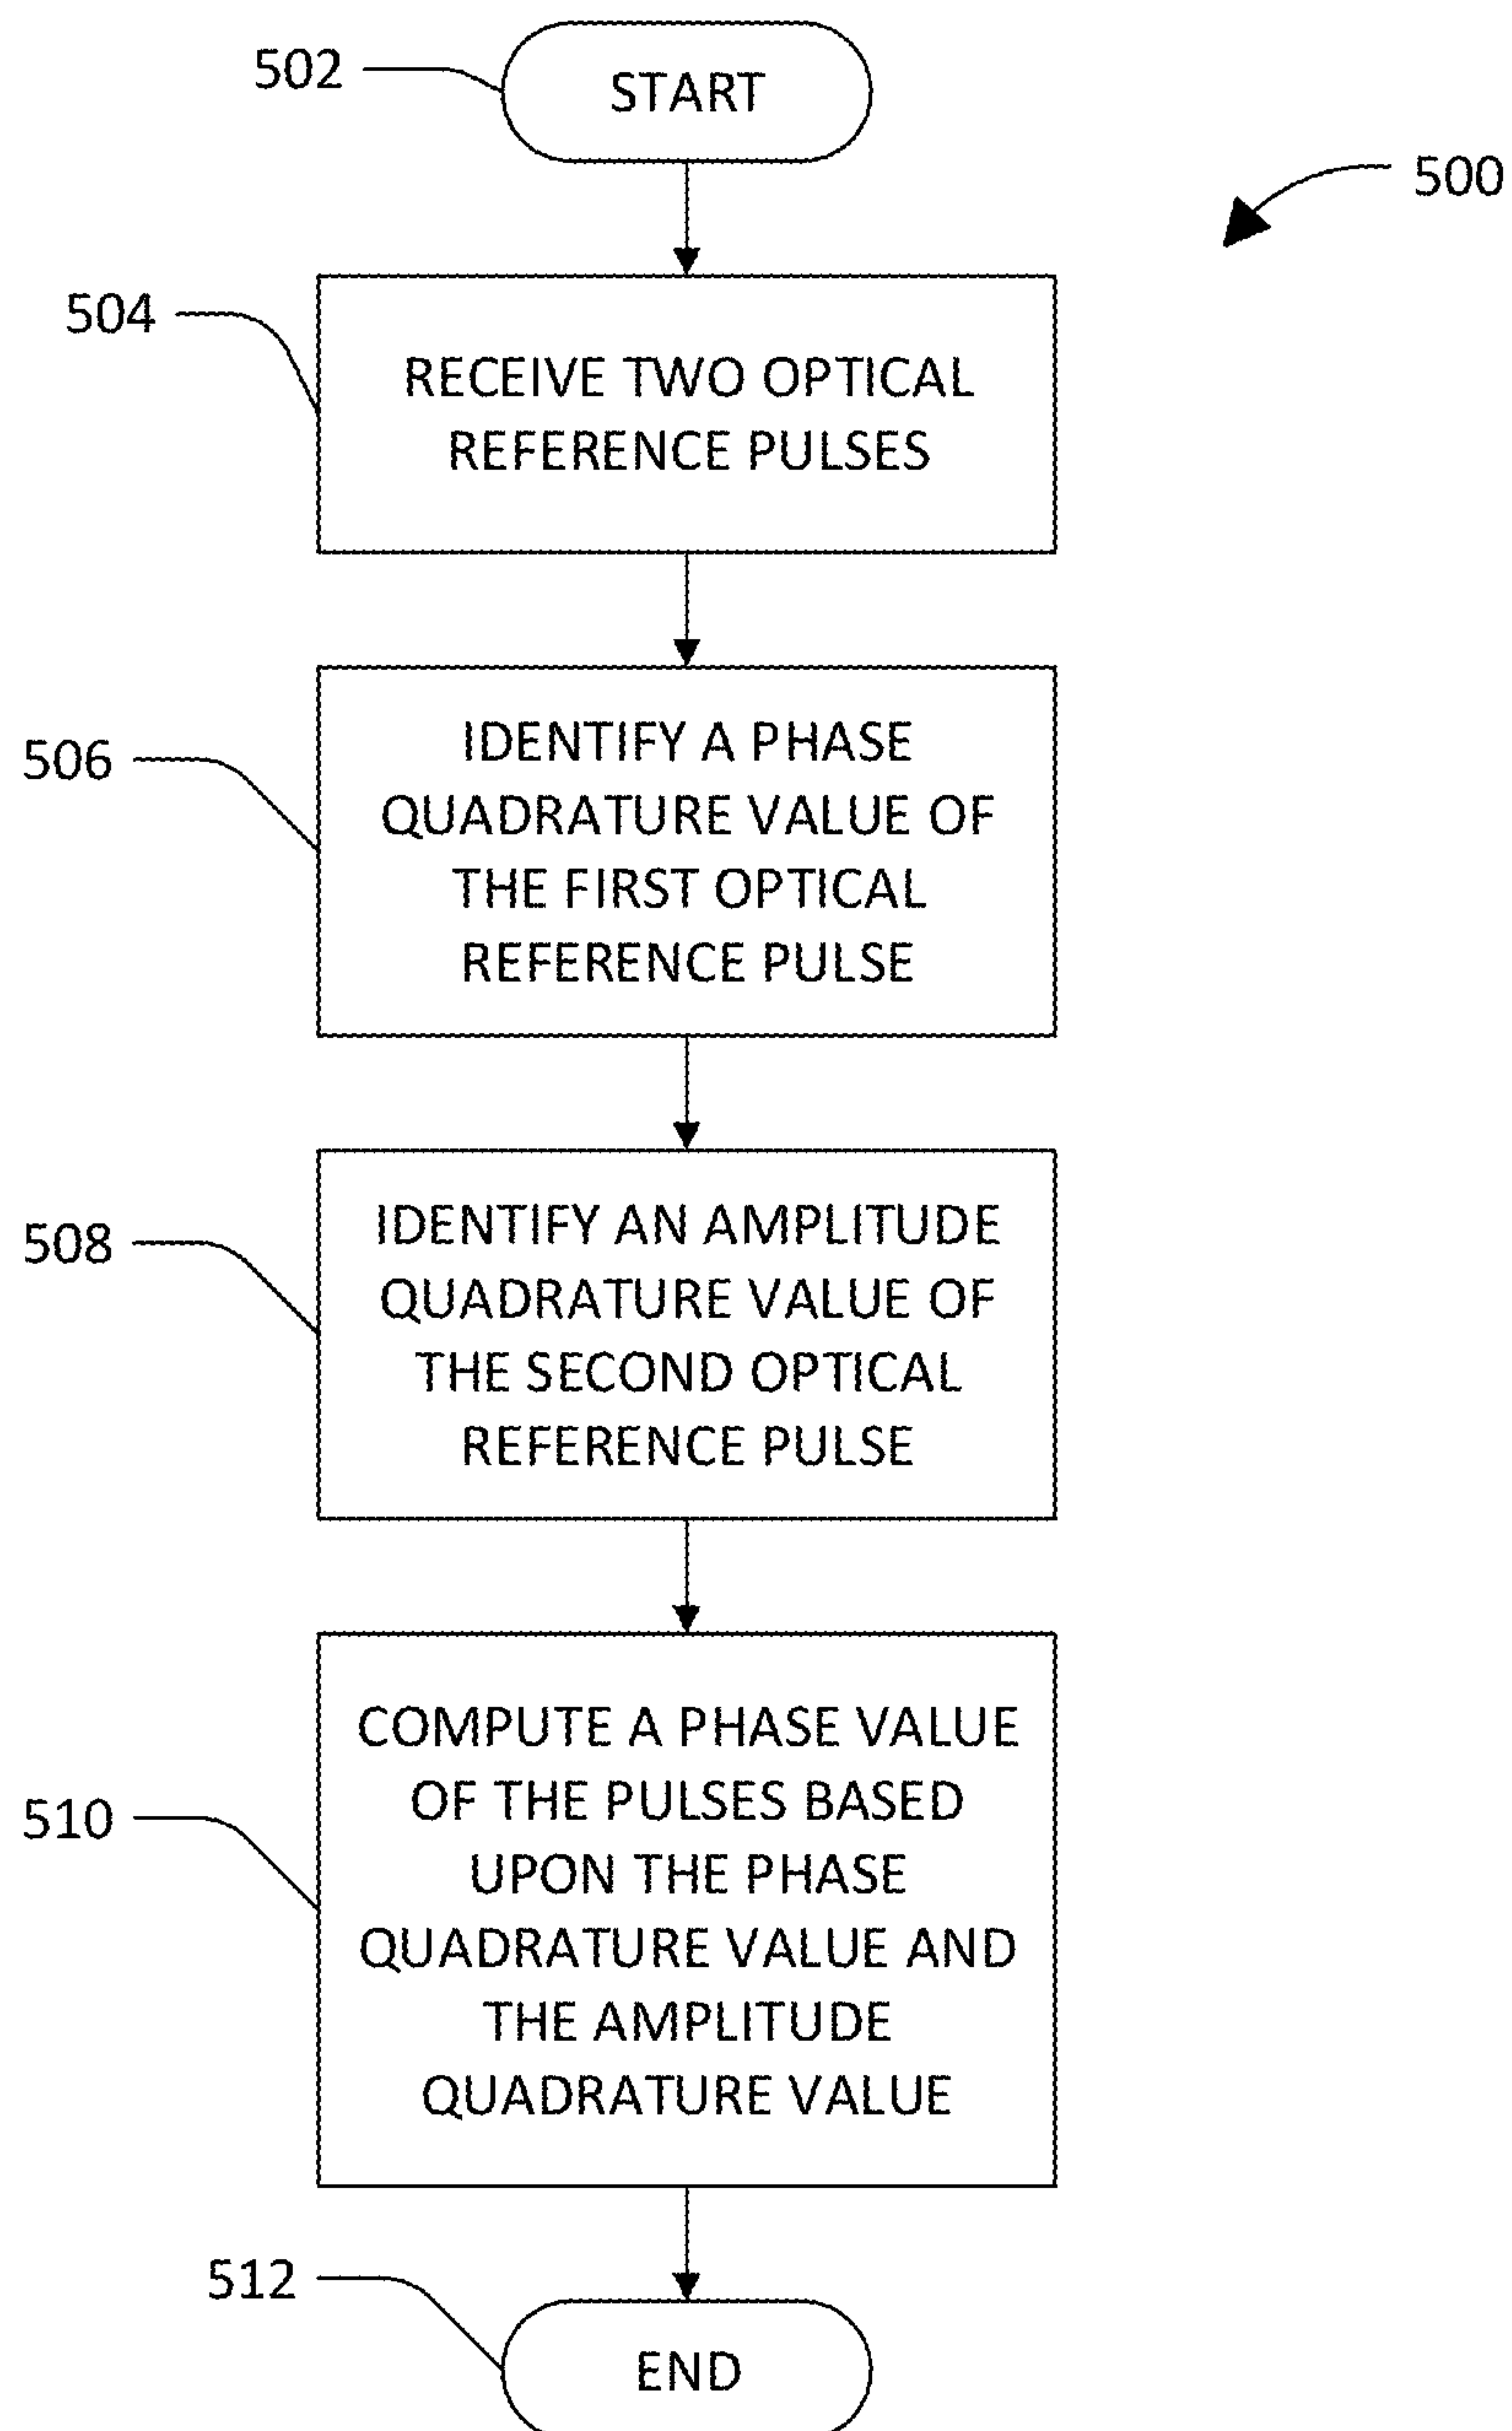 502
START
500
504
RECEIVE TWO OPTICAL
REFERENCE PULSES
506
IDENTIFY A PHASE
QUADRATURE VALUE OF
THE FIRST OPTICAL
REFERENCE PULSE
508
IDENTIFY AN AMPLITUDE
QUADRATURE VALUE OF
THE SECOND OPTICAL
REFERENCE PULSE
510
COMPUTE A PHASE VALUE
OF THE PULSES BASED
UPON THE PHASE
QUADRATURE VALUE AND
THE AMPLITUDE
QUADRATURE VALUE
512
END